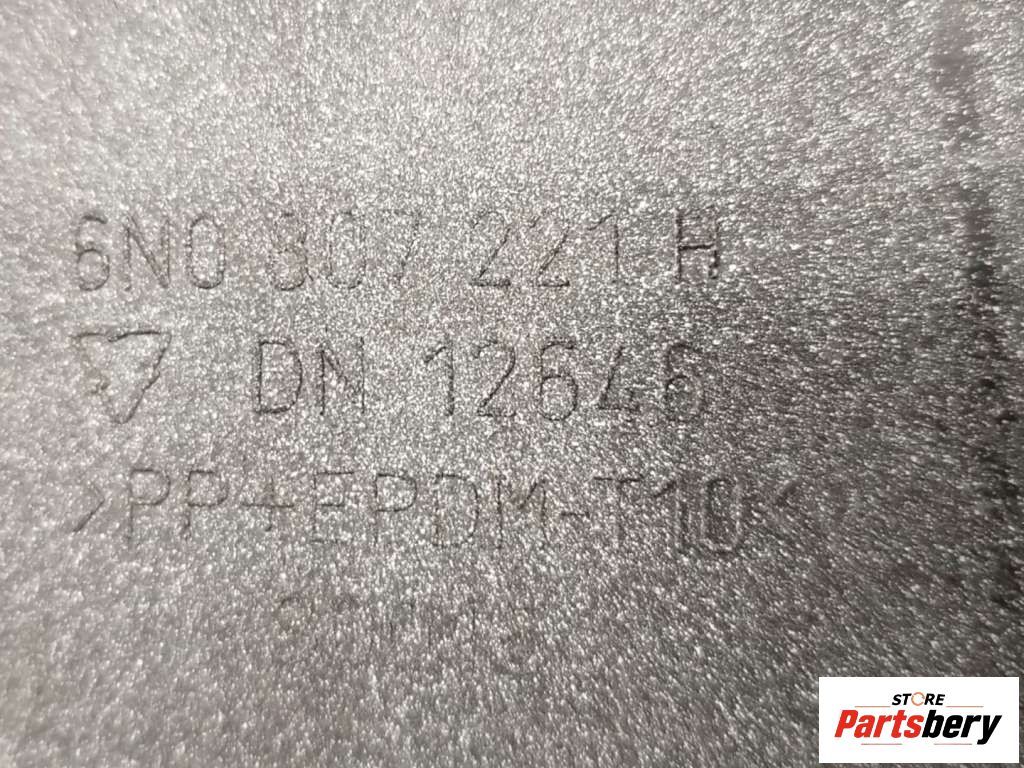 6N0 807 221 H
DN 12646
>PP+EPDM-T10<
STORE
Partsbery